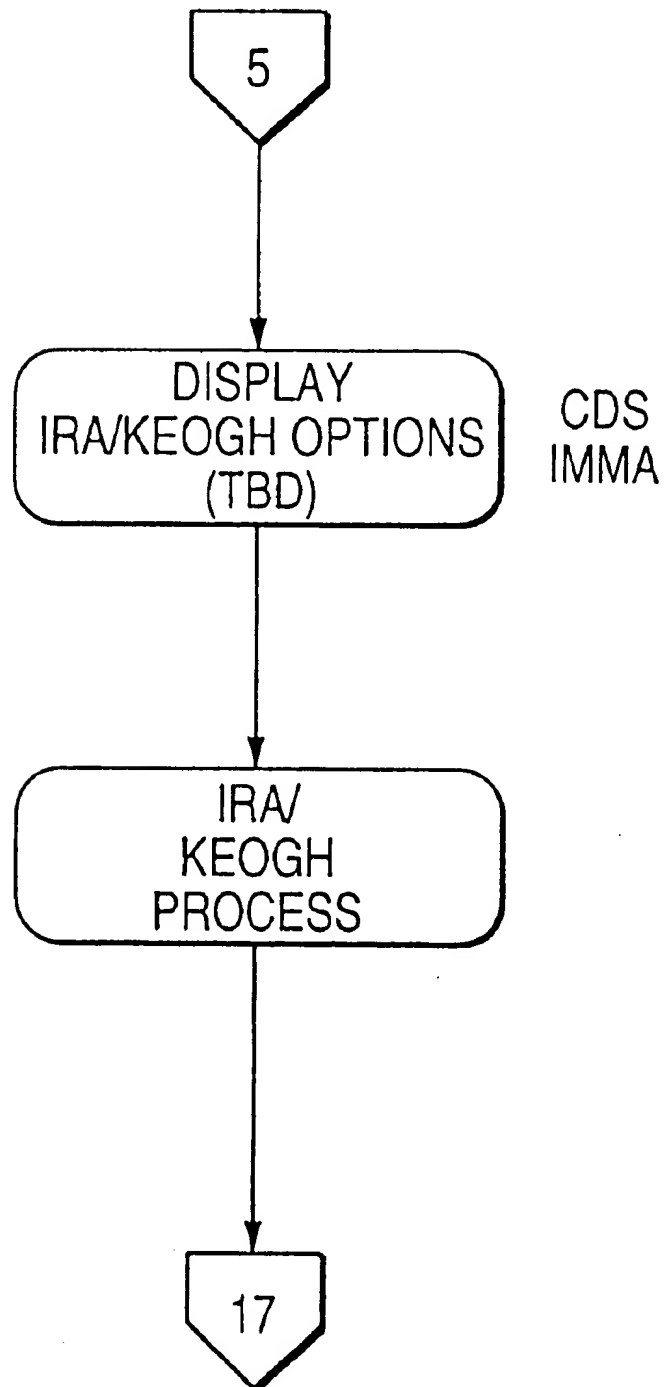 5
DISPLAY
IRA/KEOGH OPTIONS
(TBD)
CDS
IMMA
IRA/
KEOGH
PROCESS
17